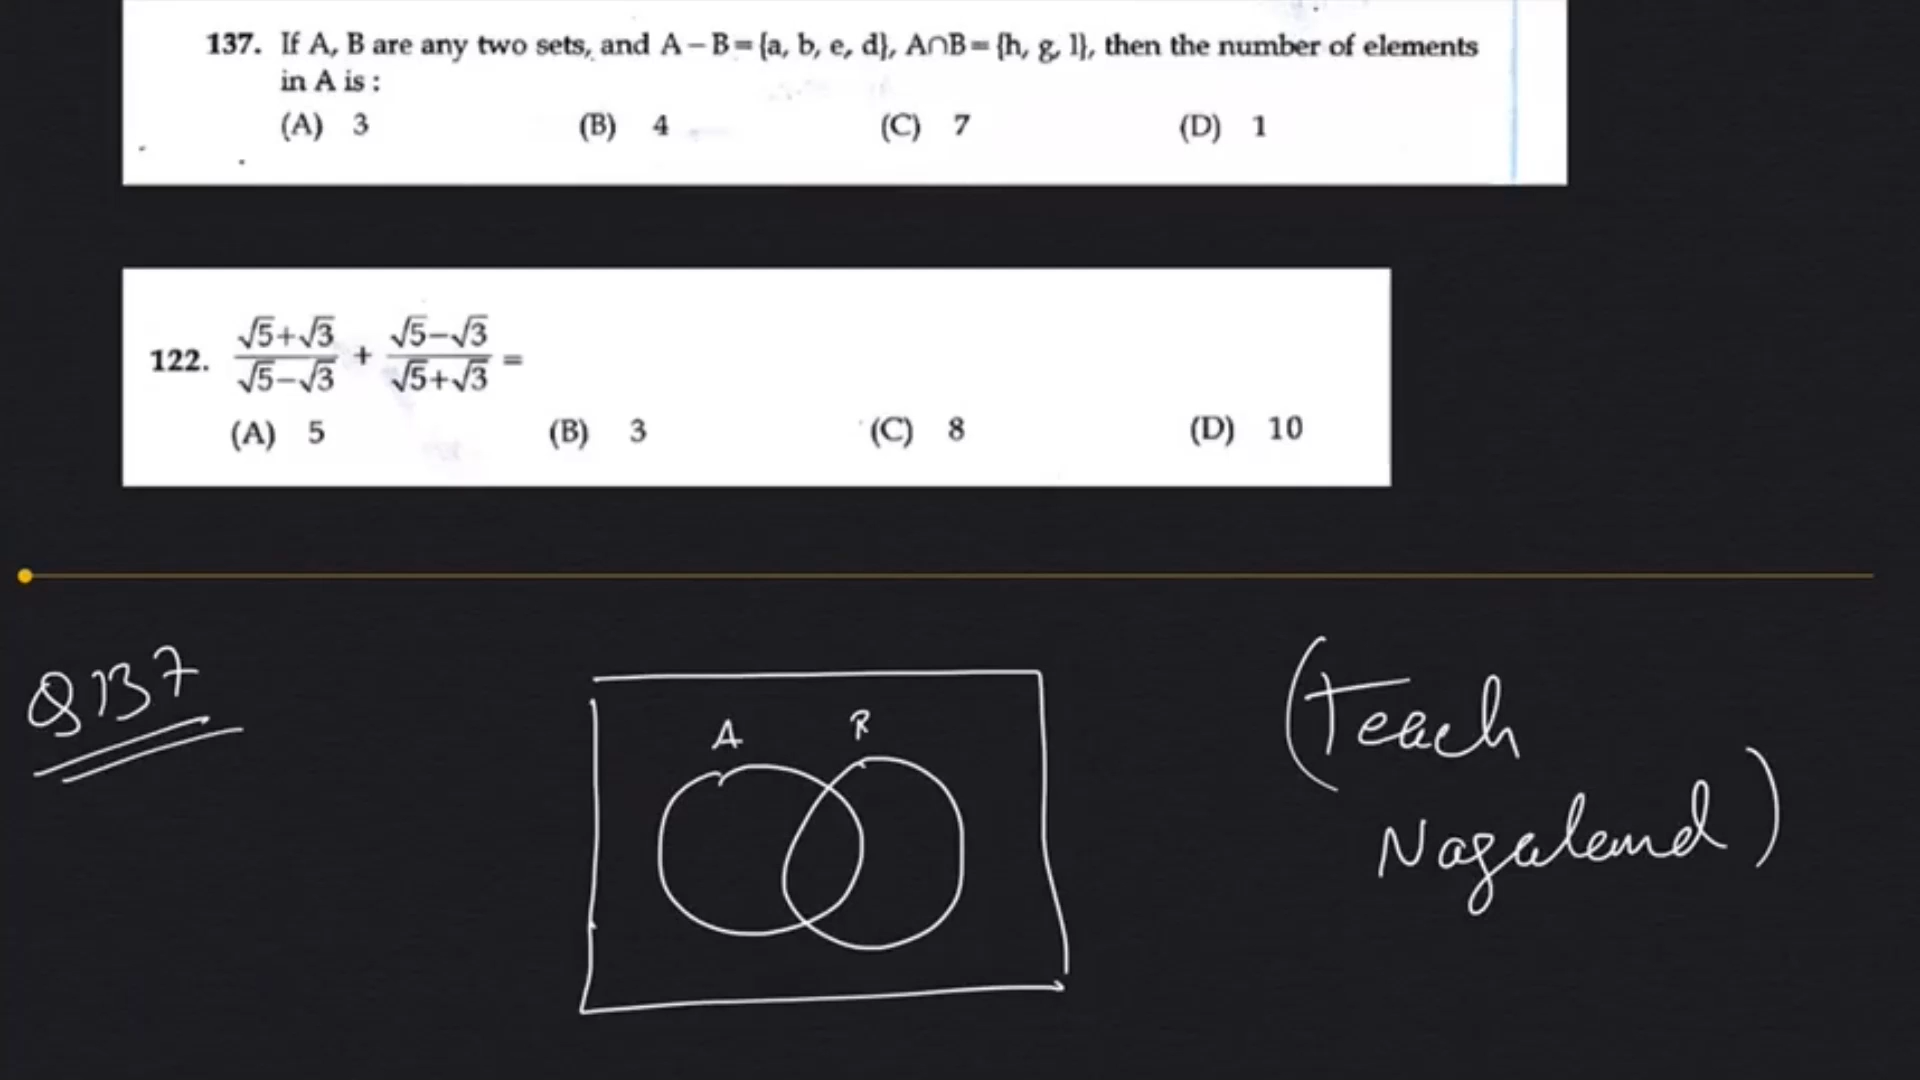 137. If A, B are any two sets, and A−B={a, b, e, d}, A∩B={h, g, l}, then the number of elements
in A is :
(A) 3 (B) 4 (C) 7 (D) 1
122. (√5+√3)/(√5−√3) + (√5−√3)/(√5+√3) =
(A) 5 (B) 3 (C) 8 (D) 10
Q137
A B
(Teach
Nagaland)